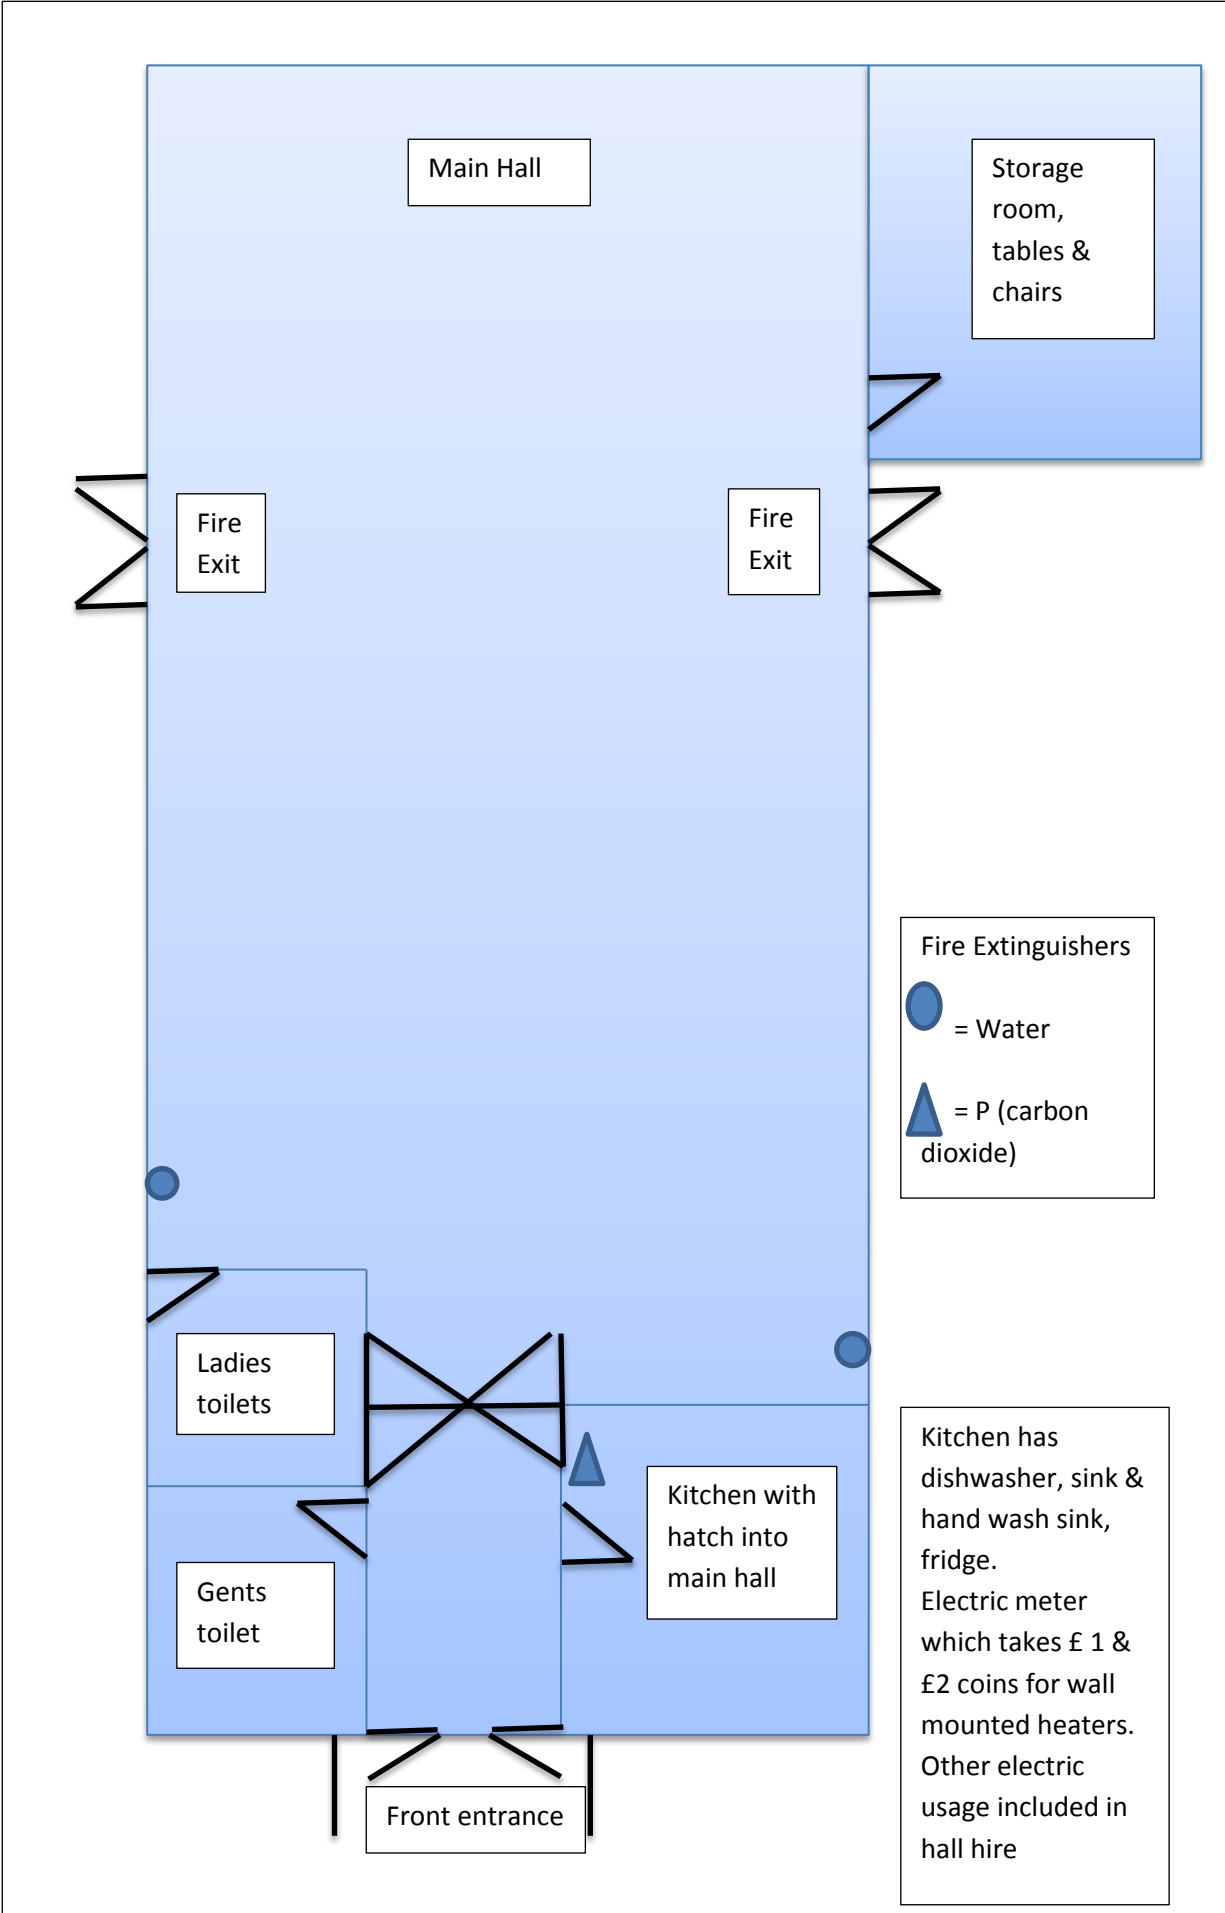 Main Hall
Storage
room,
tables &
chairs
Fire
Exit
Fire
Exit
Fire Extinguishers
= Water
= P (carbon
dioxide)
Ladies
toilets
Kitchen with
hatch into
main hall
Gents
toilet
Kitchen has
dishwasher, sink &
hand wash sink,
fridge.
Electric meter
which takes £ 1 &
£2 coins for wall
mounted heaters.
Other electric
usage included in
hall hire
Front entrance